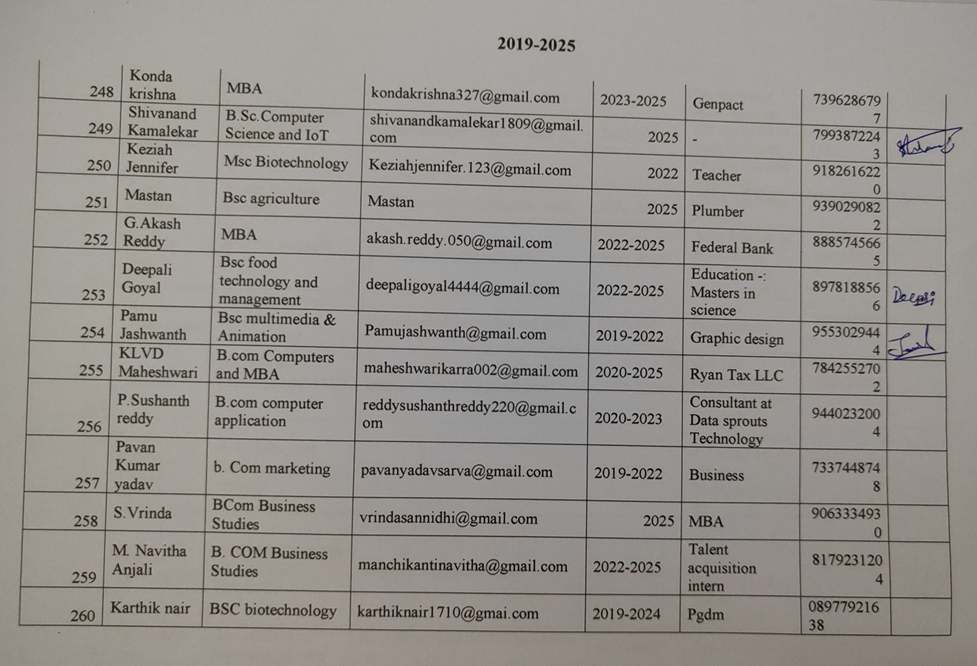 2019-2025
248 Konda krishna MBA kondakrishna327@gmail.com 2023-2025 Genpact 7396286797
249 Shivanand Kamalekar B.Sc.Computer Science and IoT shivanandkamalekar1809@gmail.com 2025 - 7993872243
250 Keziah Jennifer Msc Biotechnology Keziahjennifer.123@gmail.com 2022 Teacher 9182616220
251 Mastan Bsc agriculture Mastan 2025 Plumber 9390290822
252 G.Akash Reddy MBA akash.reddy.050@gmail.com 2022-2025 Federal Bank 8885745665
253 Deepali Goyal Bsc food technology and management deepaligoyal4444@gmail.com 2022-2025 Education -: Masters in science 8978188566
254 Pamu Jashwanth Bsc multimedia & Animation Pamujashwanth@gmail.com 2019-2022 Graphic design 9553029444
255 KLVD Maheshwari B.com Computers and MBA maheshwarikarra002@gmail.com 2020-2025 Ryan Tax LLC 7842552702
256 P.Sushanth reddy B.com computer application reddysushanthreddy220@gmail.com 2020-2023 Consultant at Data sprouts Technology 9440232004
257 Pavan Kumar yadav b. Com marketing pavanyadavsarva@gmail.com 2019-2022 Business 7337448748
258 S.Vrinda BCom Business Studies vrindasannidhi@gmail.com 2025 MBA 9063334930
259 M. Navitha Anjali B. COM Business Studies manchikantinavitha@gmail.com 2022-2025 Talent acquisition intern 8179231204
260 Karthik nair BSC biotechnology karthiknair1710@gmai.com 2019-2024 Pgdm 08977921638